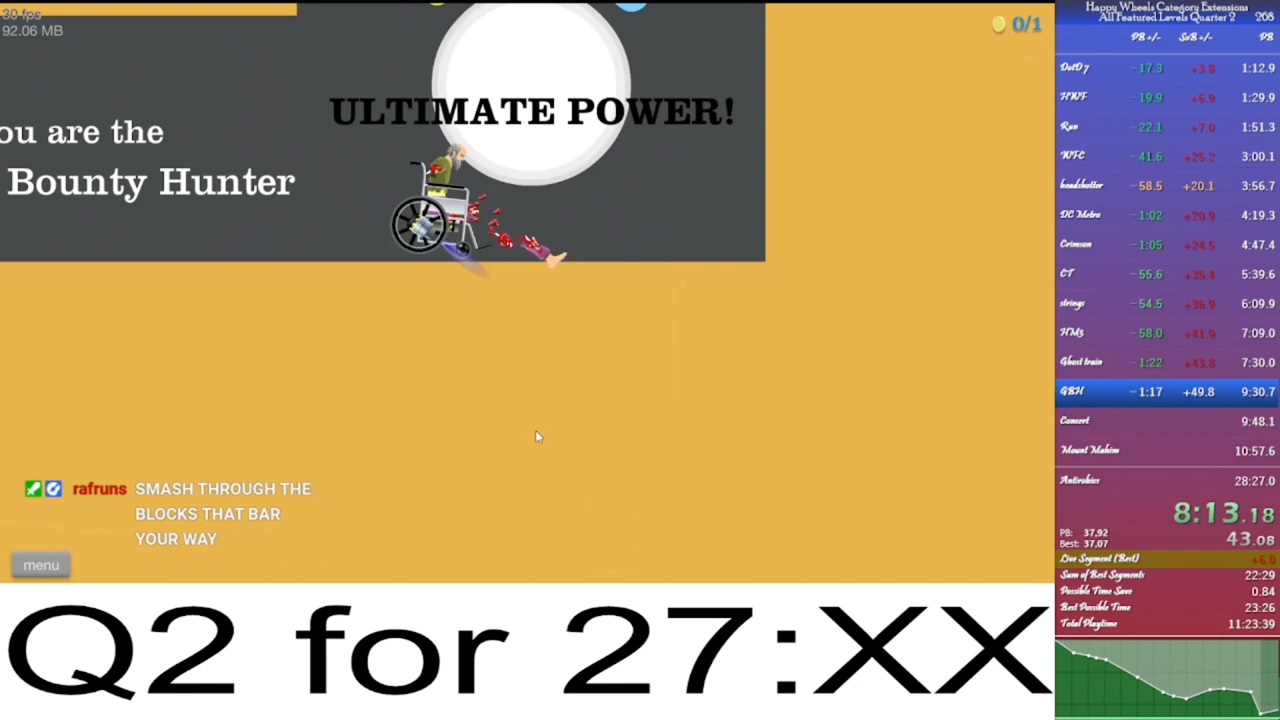 30 fps
92.06 MB
0/1
ULTIMATE POWER!
ou are the
Bounty Hunter
rafruns SMASH THROUGH THE
BLOCKS THAT BAR
YOUR WAY
menu
Q2 for 27:XX
Happy Wheels Category Extensions
All Featured Levels Quarter 2 208
PB +/- SoB +/- PB
DotD 7 -17.3 +3.8 1:12.9
HWF -19.9 +6.9 1:29.9
Run -22.1 +7.0 1:51.3
WFC -41.6 +25.2 3:00.1
headshotter -58.5 +20.1 3:56.7
DC Metro -1:02 +20.9 4:19.3
Crimson -1:05 +24.5 4:47.4
CT -55.6 +35.4 5:39.6
strings -54.5 +36.9 6:09.9
HM3 -58.0 +41.9 7:09.0
Ghost train -1:22 +43.8 7:30.0
GBH -1:17 +49.8 9:30.7
Concert 9:48.1
Mount Mahim 10:57.6
Antirobics 28:27.0
8:13.18
PB: 37.92
Best: 37.07
43.08
Live Segment (Best) +6.0
Sum of Best Segments 22:29
Possible Time Save 0.84
Best Possible Time 23:26
Total Playtime 11:23:39